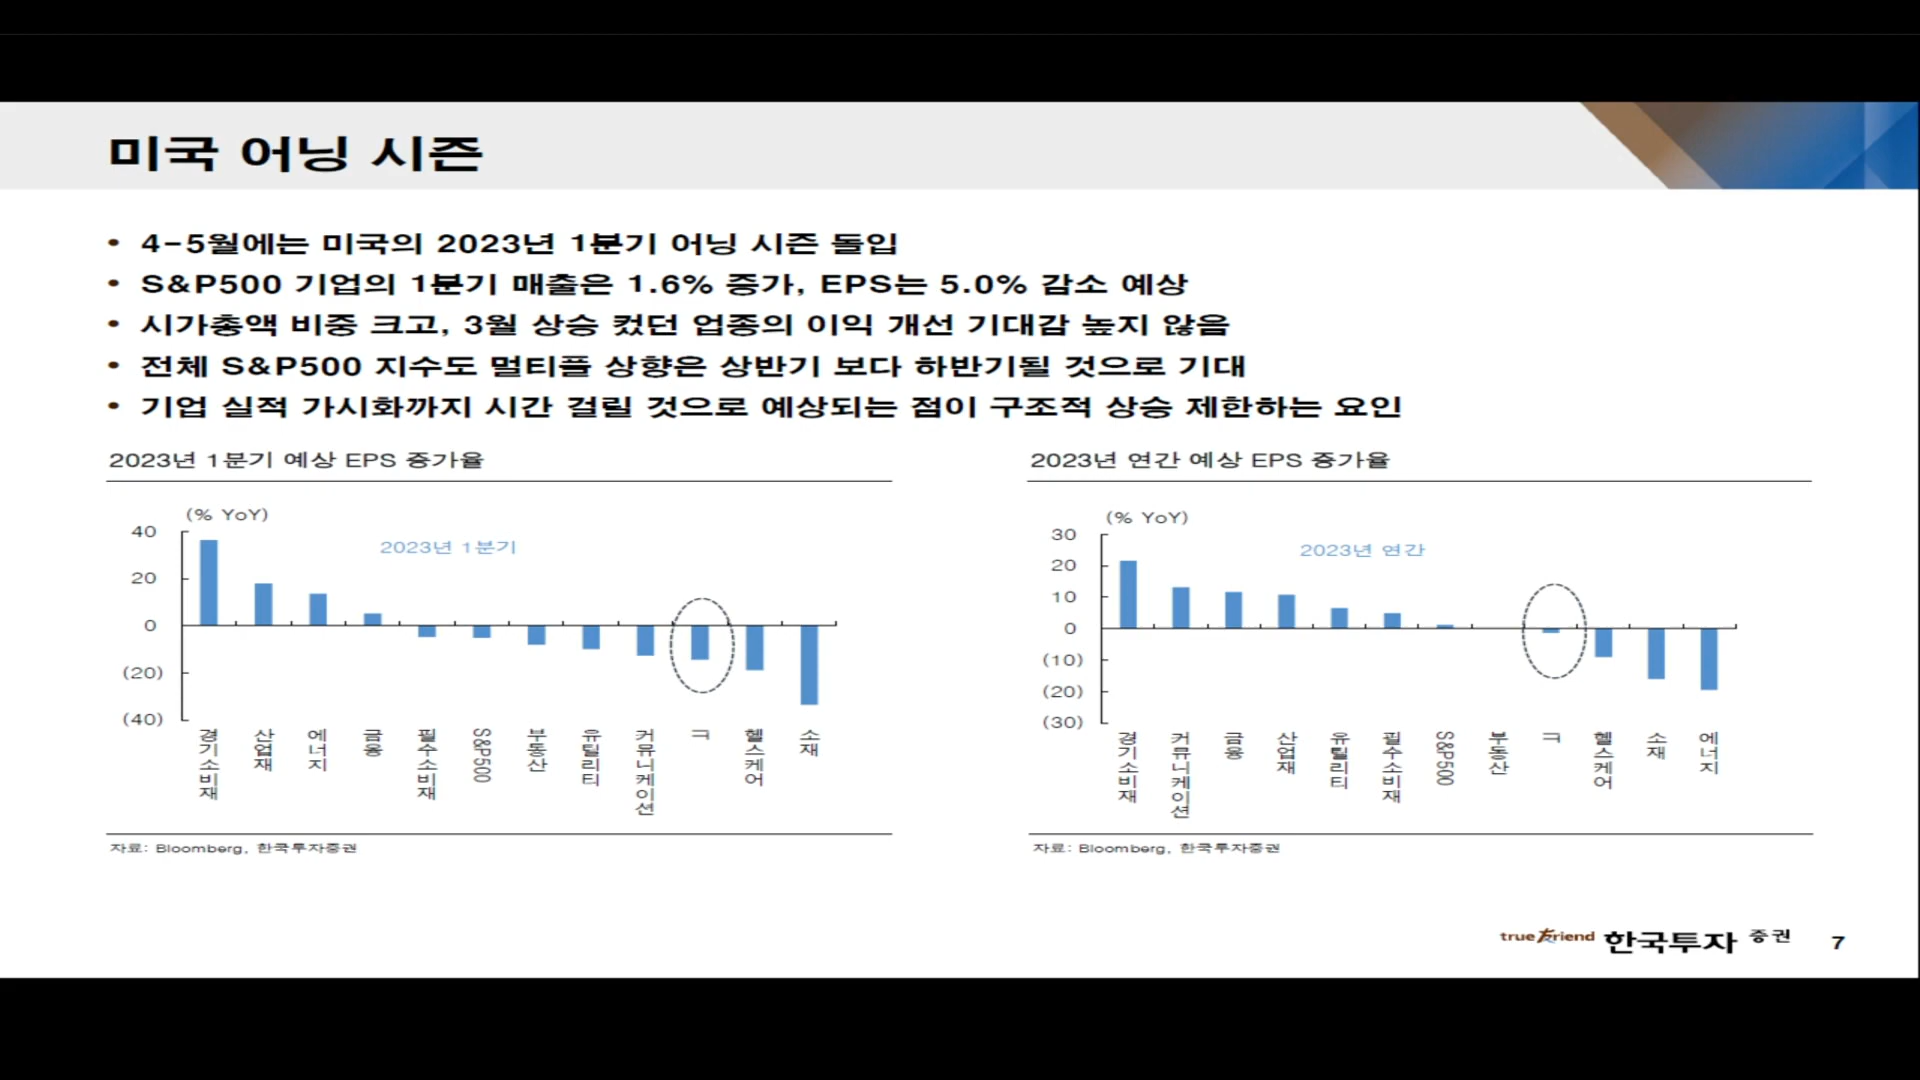 미국 어닝 시즌
• 4-5월에는 미국의 2023년 1분기 어닝 시즌 돌입
• S&P500 기업의 1분기 매출은 1.6% 증가, EPS는 5.0% 감소 예상
• 시가총액 비중 크고, 3월 상승 컸던 업종의 이익 개선 기대감 높지 않음
• 전체 S&P500 지수도 멀티플 상향은 상반기 보다 하반기될 것으로 기대
• 기업 실적 가시화까지 시간 걸릴 것으로 예상되는 점이 구조적 상승 제한하는 요인
2023년 1분기 예상 EPS 증가율
(% YoY)
2023년 1분기
40
20
0
(20)
(40)
경기소비재
산업재
에너지
금융
필수소비재
S&P500
부동산
유틸리티
커뮤니케이션
ㅋ
헬스케어
소재
자료: Bloomberg, 한국투자증권
2023년 연간 예상 EPS 증가율
(% YoY)
2023년 연간
30
20
10
0
(10)
(20)
(30)
경기소비재
커뮤니케이션
금융
산업재
유틸리티
필수소비재
S&P500
부동산
ㅋ
헬스케어
소재
에너지
자료: Bloomberg, 한국투자증권
true friend 한국투자 증권 7